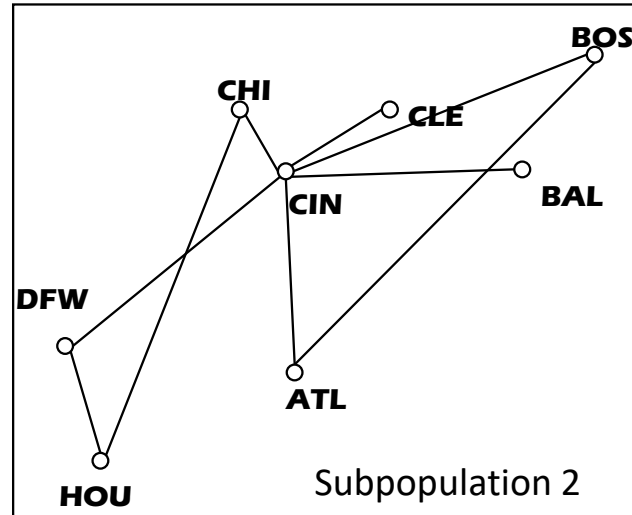 BOS
CHI
CLE
CIN
BAL
DFW
ATL
HOU
Subpopulation 2